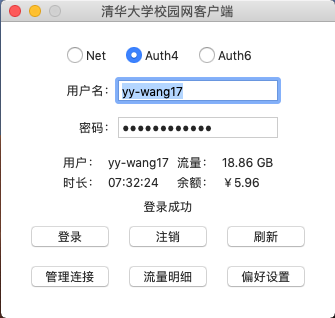 清华大学校园网客户端
Net Auth4 Auth6
用户名： yy-wang17
密码： ●●●●●●●●●●●●
用户： yy-wang17 流量： 18.86 GB
时长： 07:32:24 余额： ￥5.96
登录成功
登录 注销 刷新
管理连接 流量明细 偏好设置